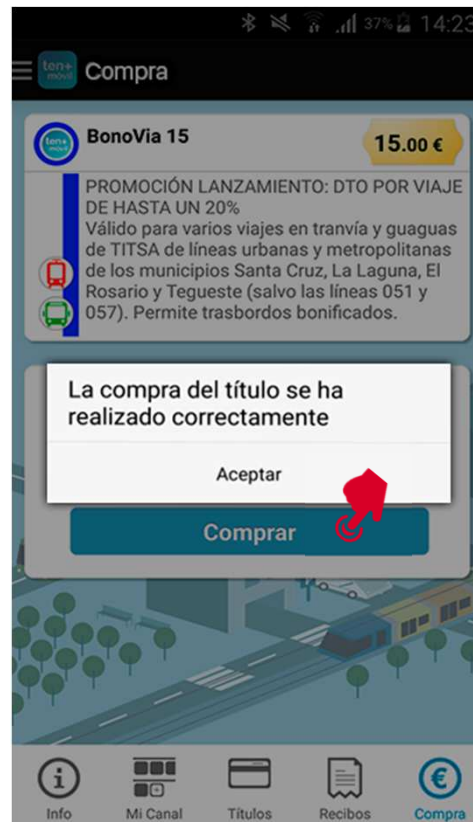 37% 14:23
ten+ móvil Compra
ten+ móvil
BonoVia 15
15.00 €
PROMOCIÓN LANZAMIENTO: DTO POR VIAJE
DE HASTA UN 20%
Válido para varios viajes en tranvía y guaguas
de TITSA de líneas urbanas y metropolitanas
de los municipios Santa Cruz, La Laguna, El
Rosario y Tegueste (salvo las líneas 051 y
057). Permite trasbordos bonificados.
La compra del título se ha
realizado correctamente
Aceptar
Comprar
Info Mi Canal Títulos Recibos Compra